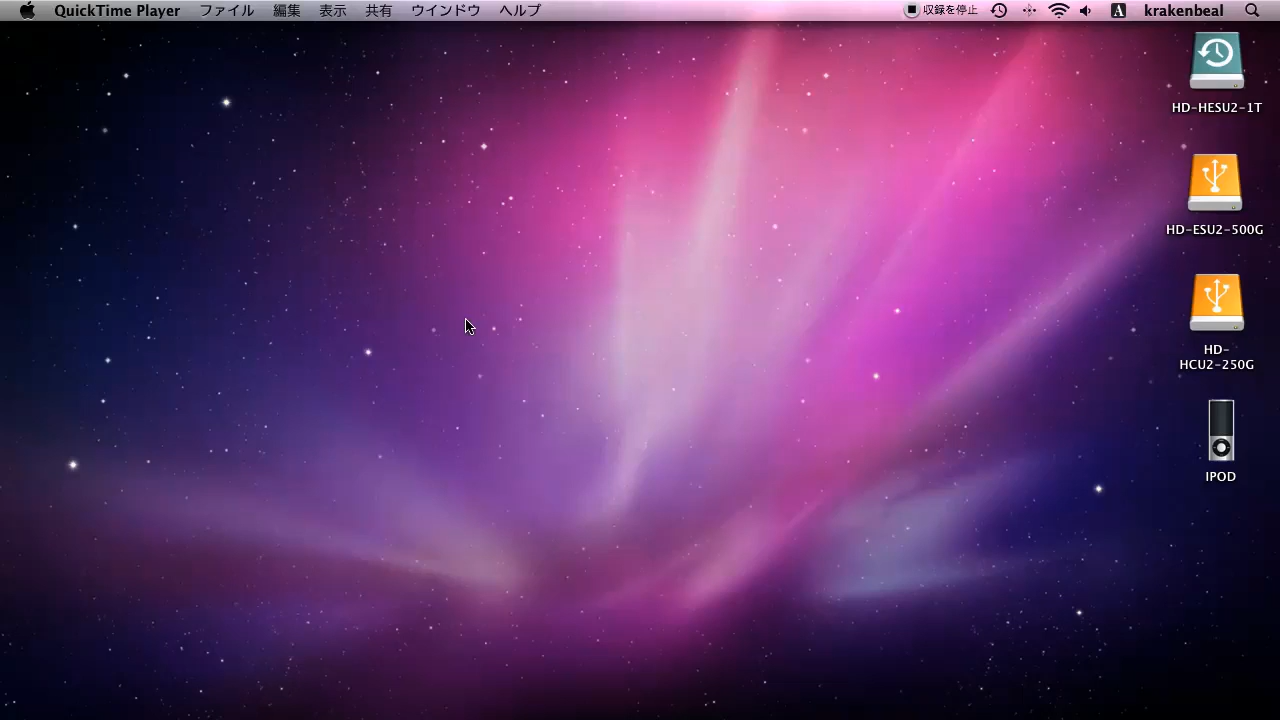 QuickTime Player ファイル 編集 表示 共有 ウインドウ ヘルプ 収録を停止 A krakenbeal
HD-HESU2-1T
HD-ESU2-500G
HD-
HCU2-250G
IPOD